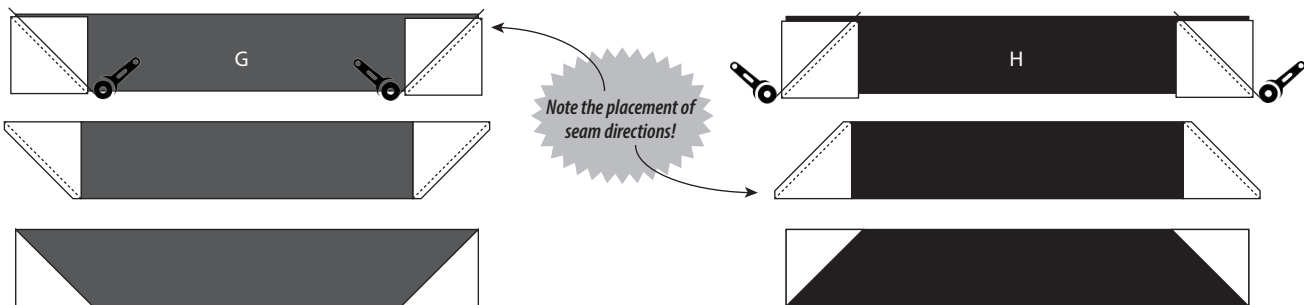 G
Note the placement of
seam directions!
H